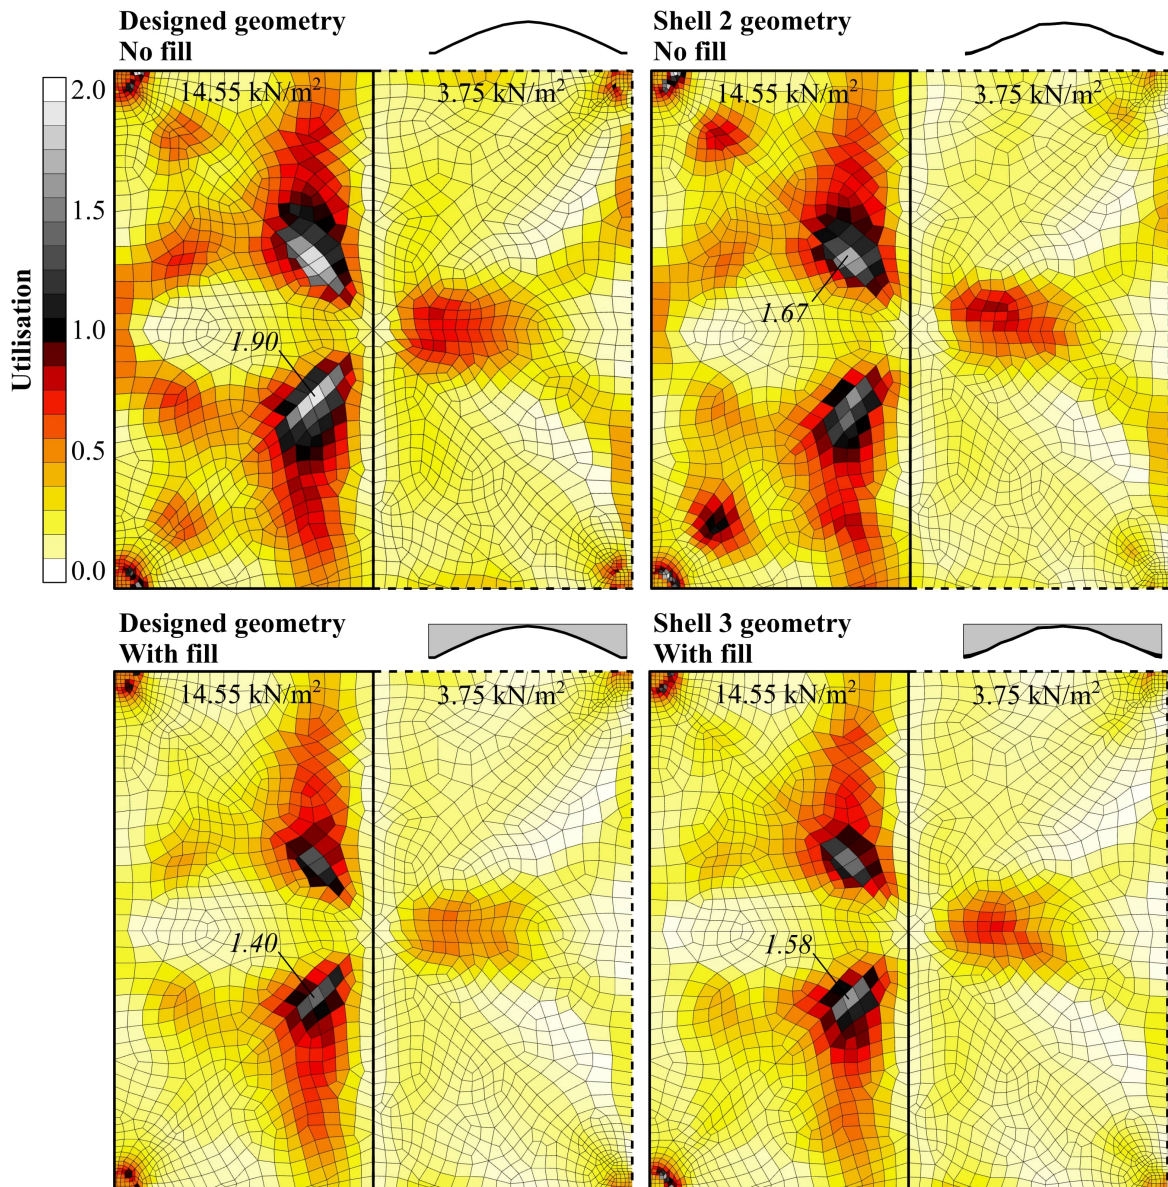 Designed geometry
No fill
Shell 2 geometry
No fill
14.55 kN/m²
3.75 kN/m²
14.55 kN/m²
3.75 kN/m²
Utilisation
2.0
1.5
1.0
0.5
0.0
1.90
1.67
Designed geometry
With fill
Shell 3 geometry
With fill
14.55 kN/m²
3.75 kN/m²
14.55 kN/m²
3.75 kN/m²
1.40
1.58